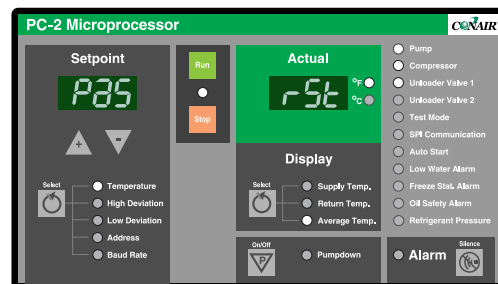 PC-2 Microprocessor
CONAIR
Setpoint
PAS
+
-
Select
Temperature
High Deviation
Low Deviation
Address
Baud Rate
Run
Stop
Actual
rSt
°F
°C
Display
Select
Supply Temp.
Return Temp.
Average Temp.
On/Off
P
Pumpdown
Pump
Compressor
Unloader Valve 1
Unloader Valve 2
Test Mode
SPI Communication
Auto Start
Low Water Alarm
Freeze Stat. Alarm
Oil Safety Alarm
Refrigerant Pressure
Alarm
Silence